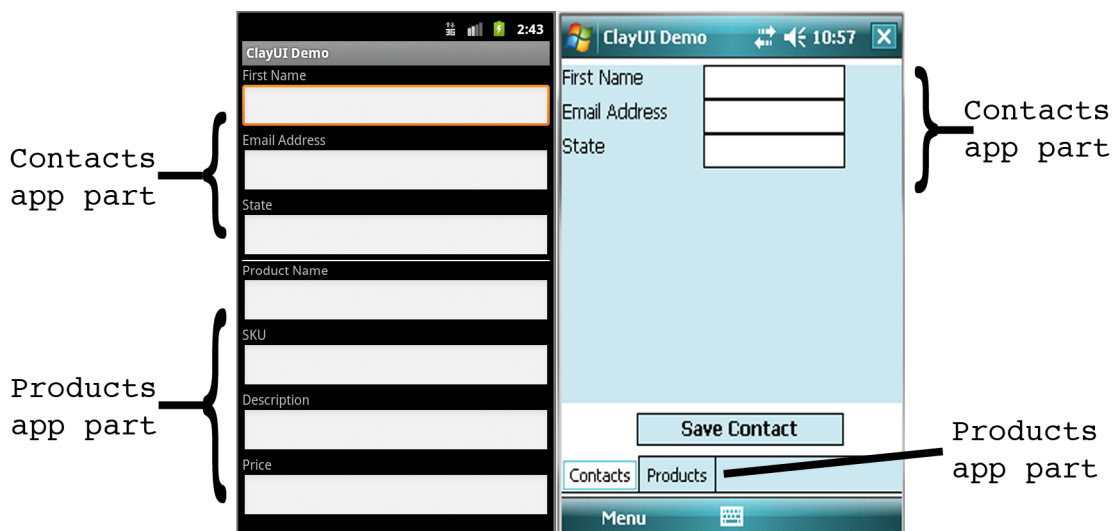 Contacts
app part
Products
app part
3G 2:43
ClayUI Demo
First Name
Email Address
State
Product Name
SKU
Description
Price
ClayUI Demo 10:57
First Name
Email Address
State
Save Contact
Contacts Products
Menu
Contacts
app part
Products
app part